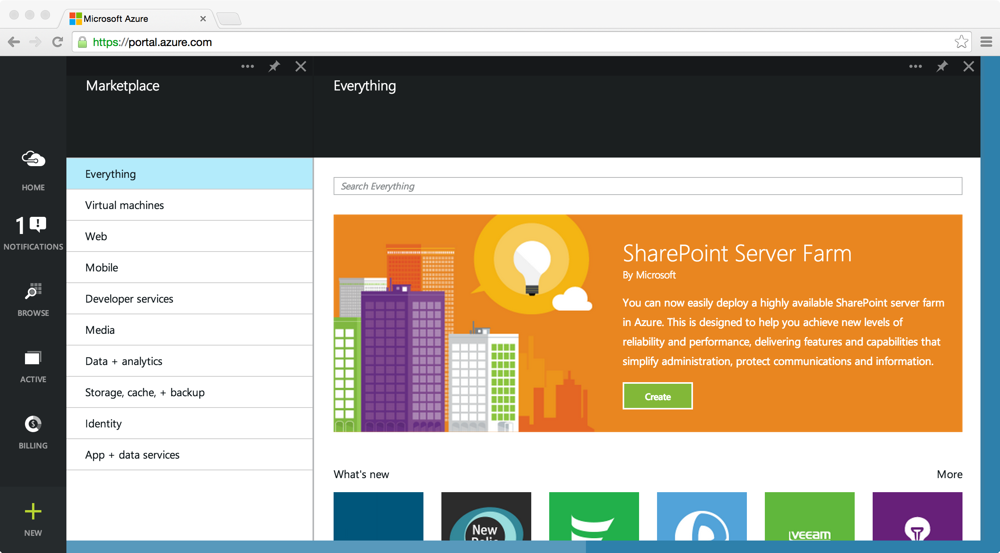 Microsoft Azure
https://portal.azure.com
Marketplace
Everything
HOME
1
NOTIFICATIONS
BROWSE
ACTIVE
$
BILLING
NEW
Everything
Virtual machines
Web
Mobile
Developer services
Media
Data + analytics
Storage, cache, + backup
Identity
App + data services
Search Everything
SharePoint Server Farm
By Microsoft
You can now easily deploy a highly available SharePoint server farm
in Azure. This is designed to help you achieve new levels of
reliability and performance, delivering features and capabilities that
simplify administration, protect communications and information.
Create
What's new
More
New
Relic
veeam